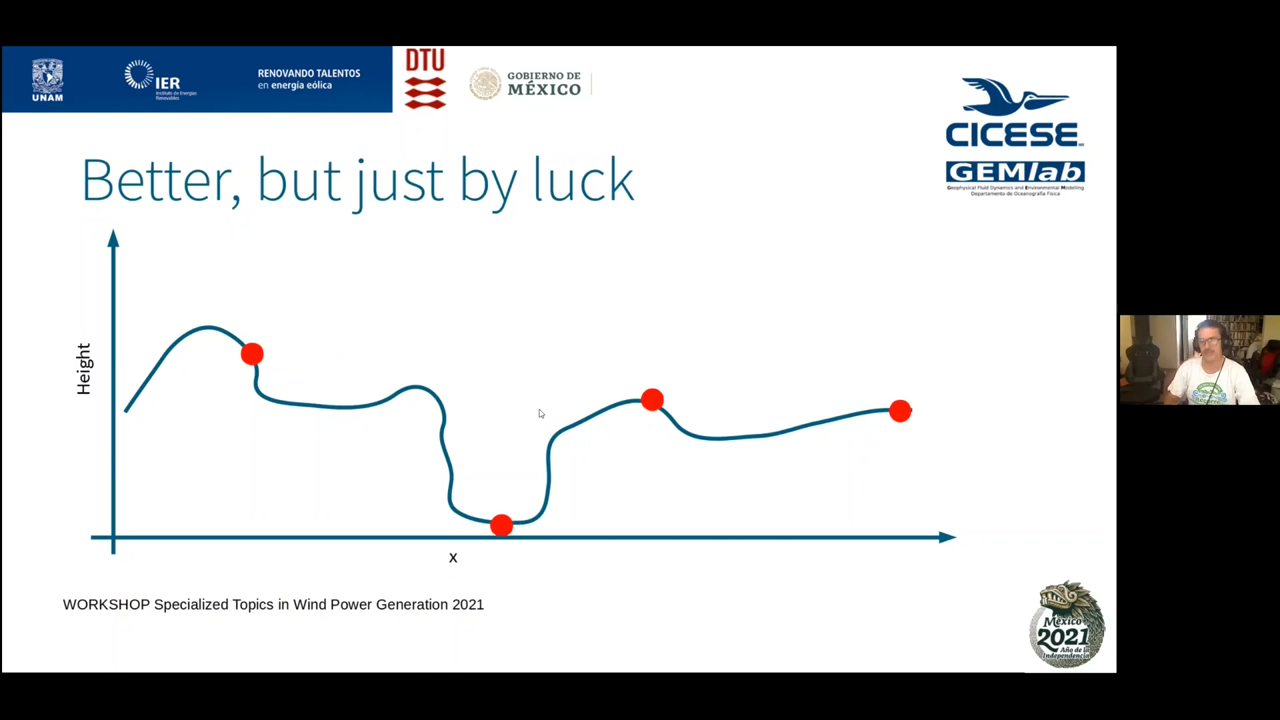 UNAM
IER
Instituto de Energías
Renovables
RENOVANDO TALENTOS
en energía eólica
DTU
GOBIERNO DE
MÉXICO
CICESE
GEMlab
Geophysical Fluid Dynamics and Environmental Modelling
Departamento de Oceanografía Física
Better, but just by luck
Height
x
WORKSHOP Specialized Topics in Wind Power Generation 2021
México
2021
Año de la
Independencia